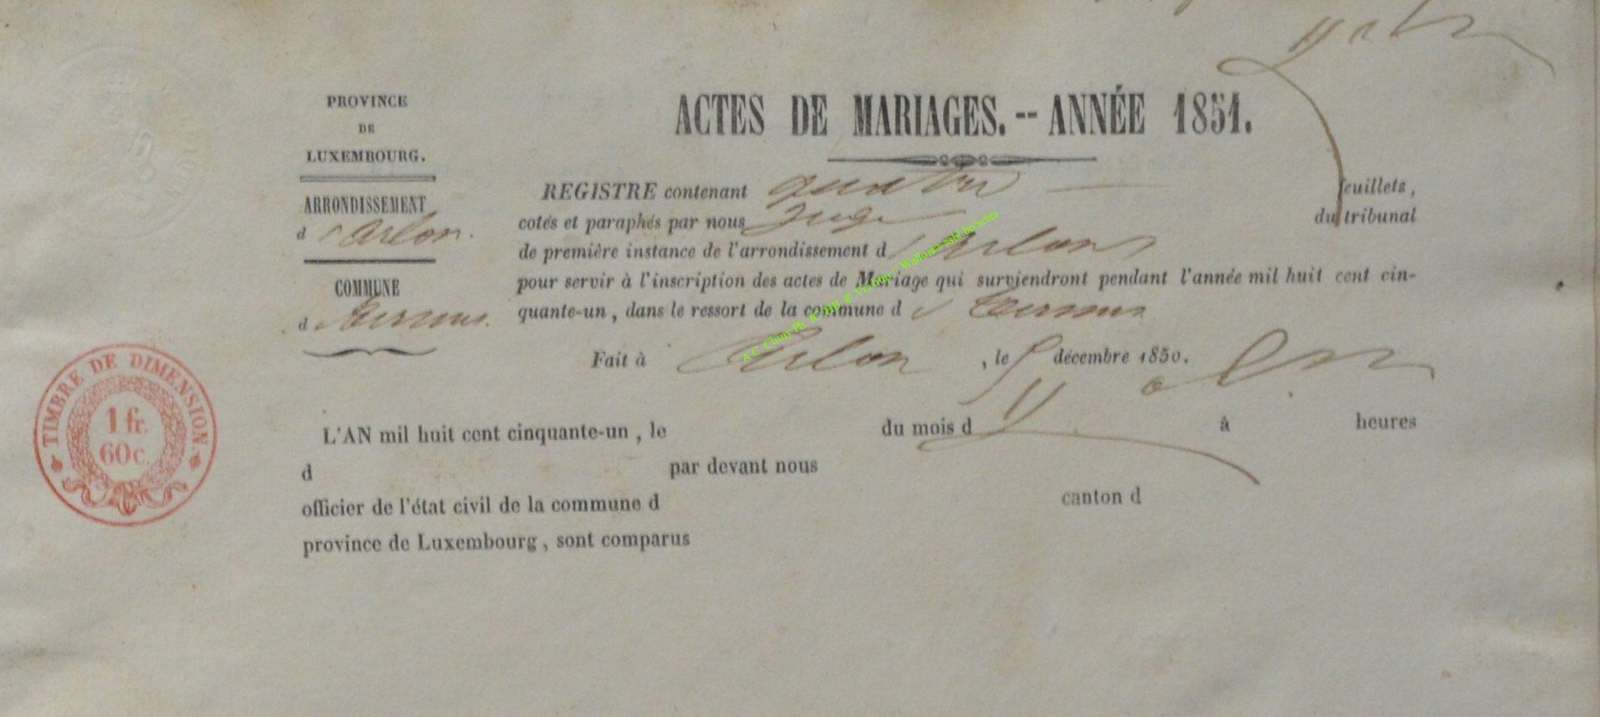 PROVINCE
DE
LUXEMBOURG.
ARRONDISSEMENT
d'Arlon.
COMMUNE
d
ACTES DE MARIAGES. -- ANNÉE 1851.
REGISTRE contenant quatre feuillets,
cotés et paraphés par nous Juge du tribunal
de première instance de l'arrondissement d'Arlon
pour servir à l'inscription des actes de Mariage qui surviendront pendant l'année mil huit cent cin-
quante-un, dans le ressort de la commune d
Fait à Arlon, le décembre 1850.
L'AN mil huit cent cinquante-un, le du mois d à heures
d par devant nous
officier de l'état civil de la commune d canton d
province de Luxembourg, sont comparus
TIMBRE DE DIMENSION
1 fr.
60 c.